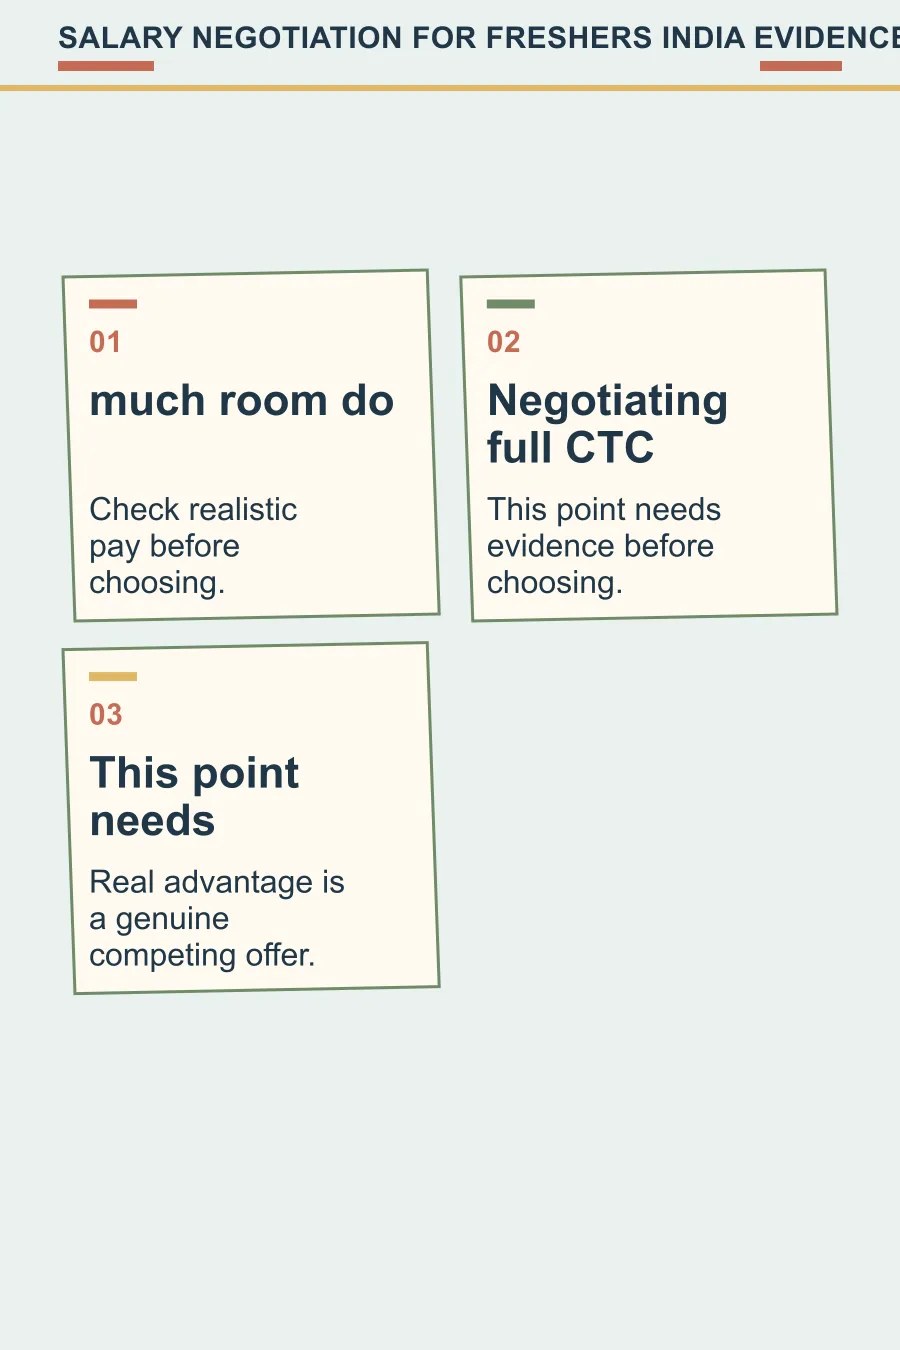 SALARY NEGOTIATION FOR FRESHERS INDIA EVIDENCE
01
much room do
Check realistic
pay before
choosing.
02
Negotiating
full CTC
This point needs
evidence before
choosing.
03
This point
needs
Real advantage is
a genuine
competing offer.